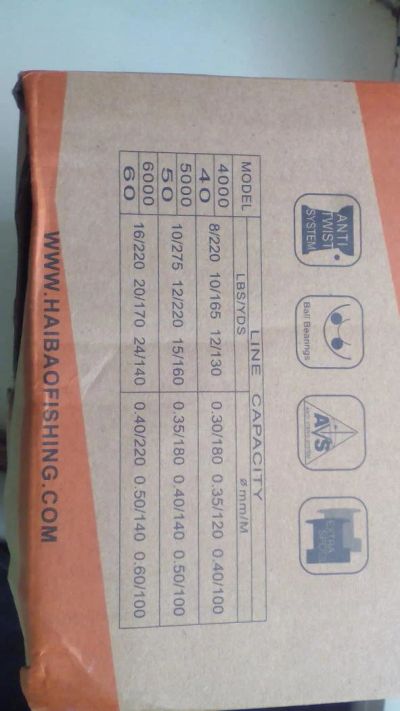 ANTI
TWIST
SYSTEM
Ball Bearings
AVS
EXTRA
MODEL LINE CAPACITY
LBS/YDS ø mm/M
4000 8/220 10/165 12/130 0.30/180 0.35/120 0.40/100
40
5000 10/275 12/220 15/160 0.35/180 0.40/140 0.50/100
50
6000 16/220 20/170 24/140 0.40/220 0.50/140 0.60/100
60
WWW.HAIBAOFISHING.COM